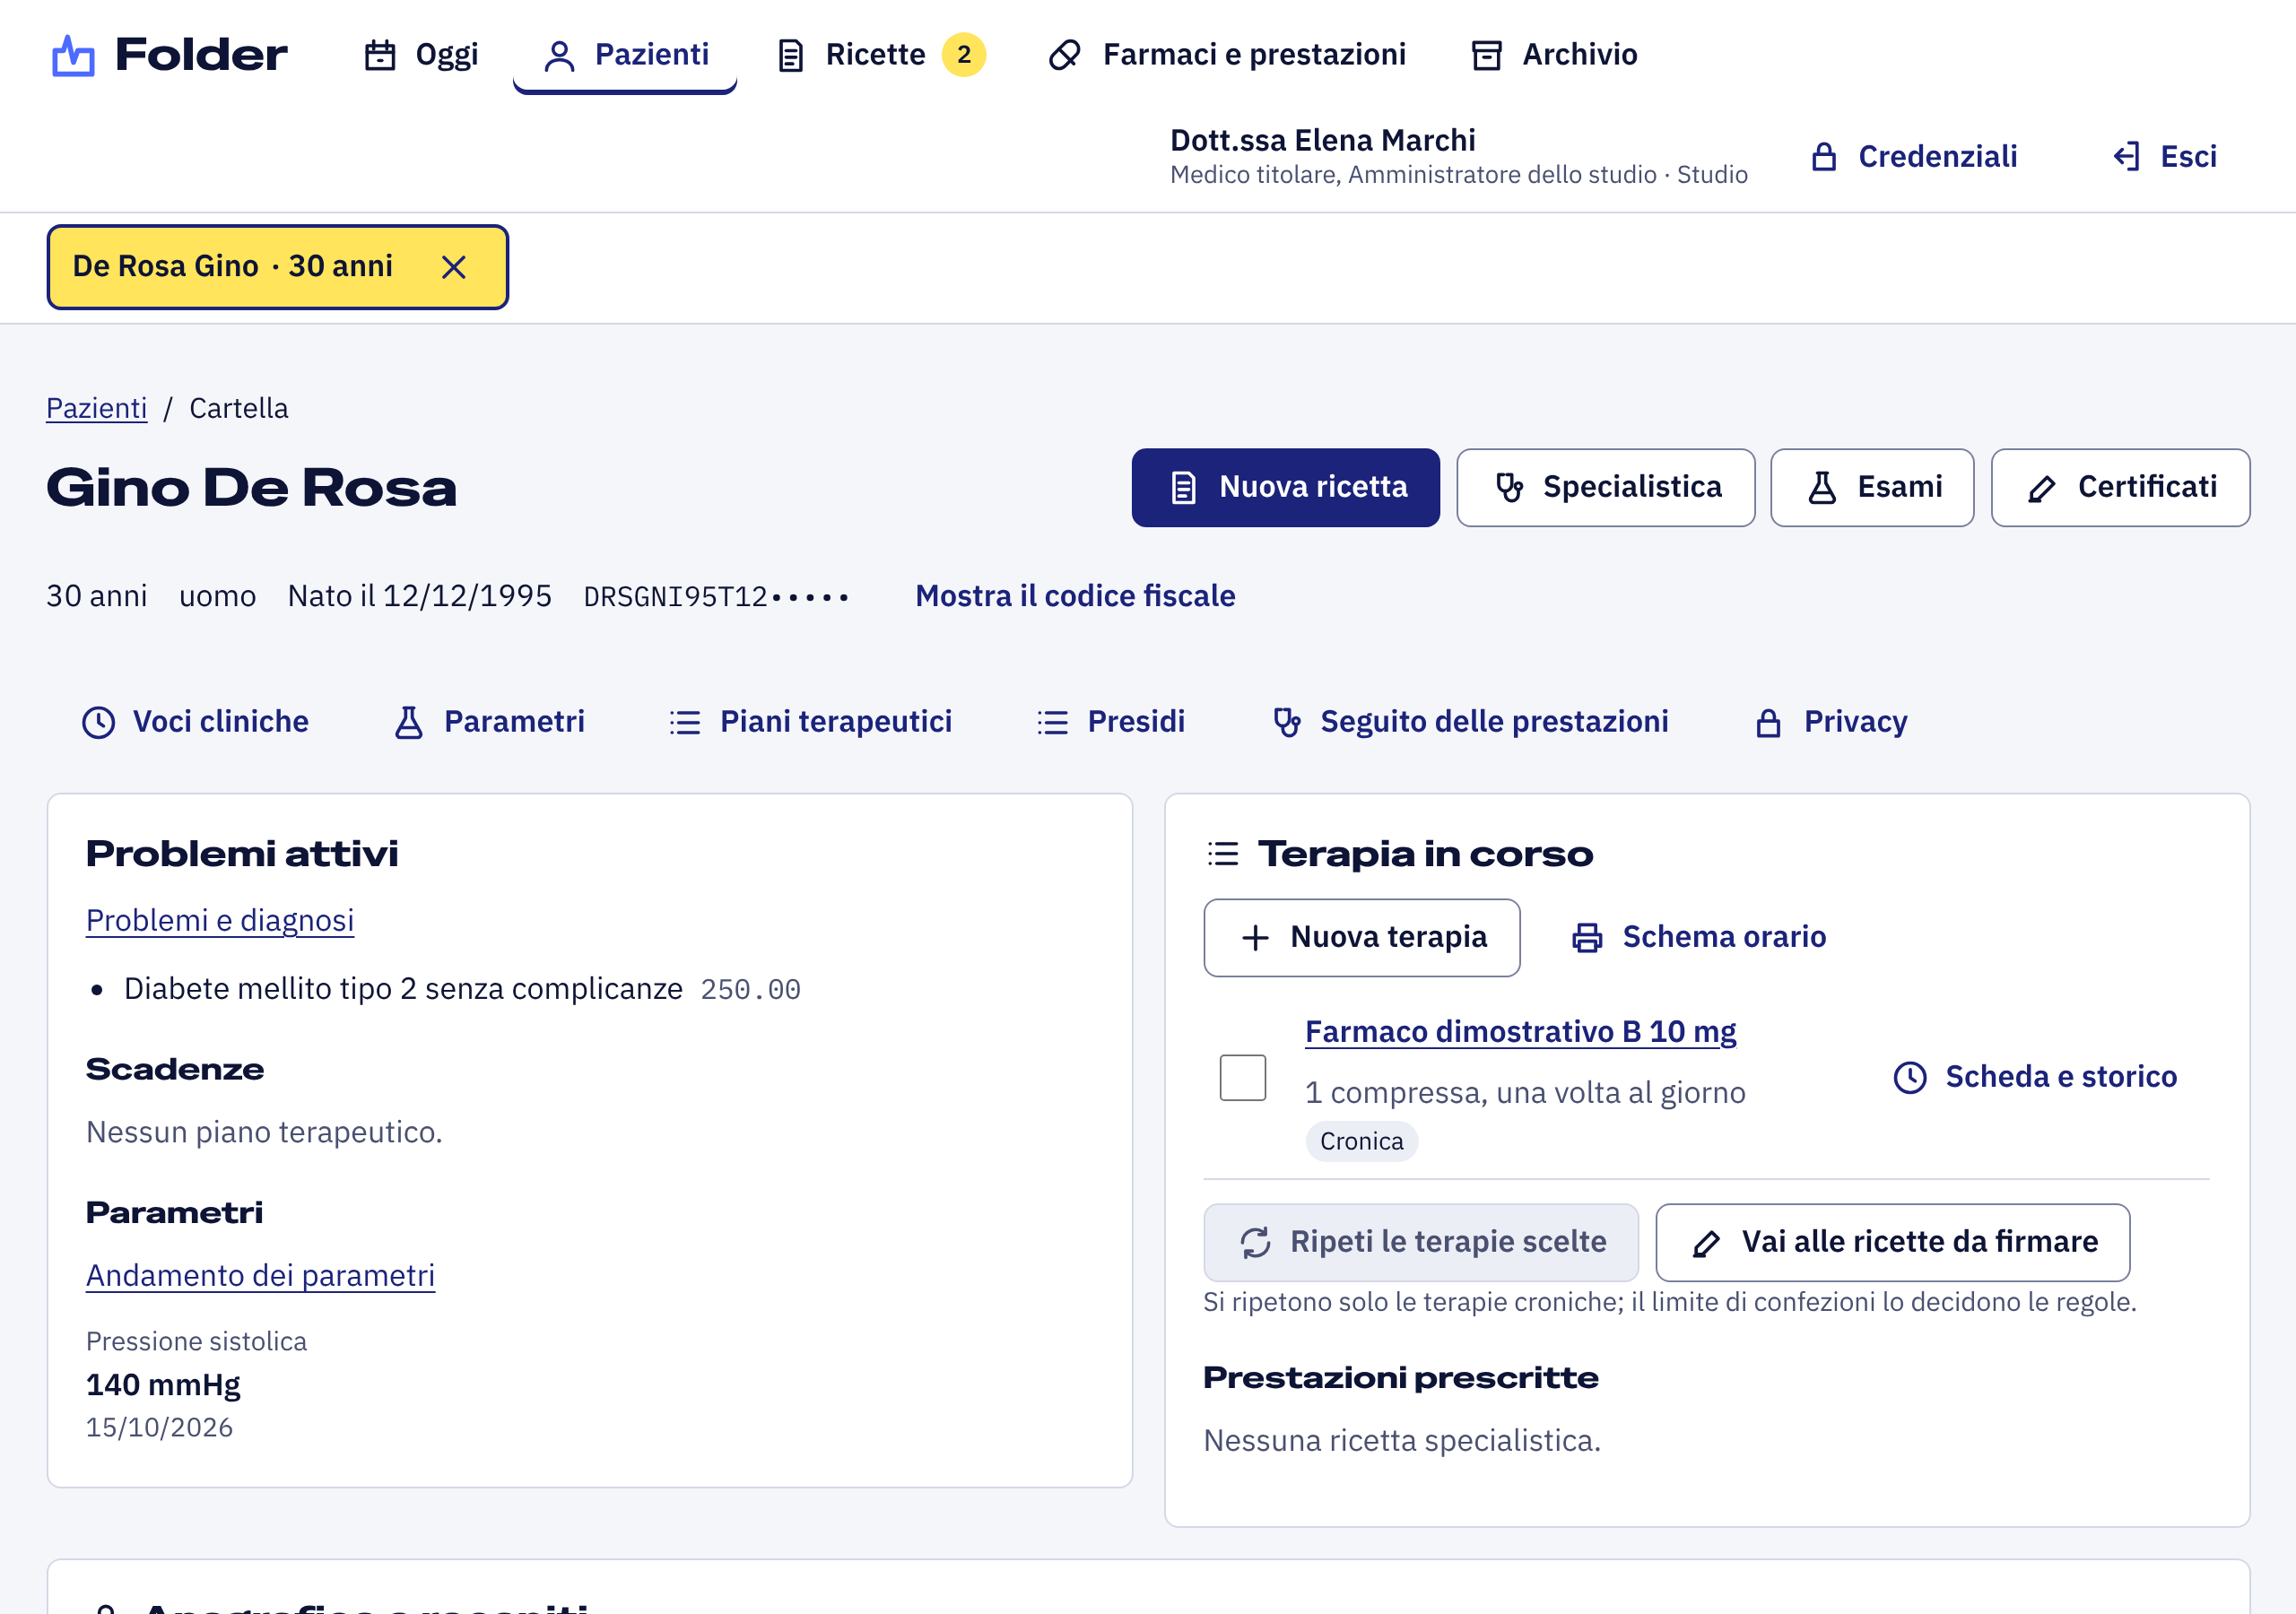 Folder
Oggi
Pazienti
Ricette 2
Farmaci e prestazioni
Archivio
Dott.ssa Elena Marchi
Medico titolare, Amministratore dello studio · Studio
Credenziali
Esci
De Rosa Gino · 30 anni
Pazienti / Cartella
Gino De Rosa
Nuova ricetta
Specialistica
Esami
Certificati
30 anni uomo Nato il 12/12/1995 DRSGNI95T12••••• Mostra il codice fiscale
Voci cliniche
Parametri
Piani terapeutici
Presidi
Seguito delle prestazioni
Privacy
Problemi attivi
Problemi e diagnosi
• Diabete mellito tipo 2 senza complicanze 250.00
Scadenze
Nessun piano terapeutico.
Parametri
Andamento dei parametri
Pressione sistolica
140 mmHg
15/10/2026
Terapia in corso
Nuova terapia
Schema orario
Farmaco dimostrativo B 10 mg
1 compressa, una volta al giorno
Cronica
Scheda e storico
Ripeti le terapie scelte
Vai alle ricette da firmare
Si ripetono solo le terapie croniche; il limite di confezioni lo decidono le regole.
Prestazioni prescritte
Nessuna ricetta specialistica.
Anagrafica e recapiti